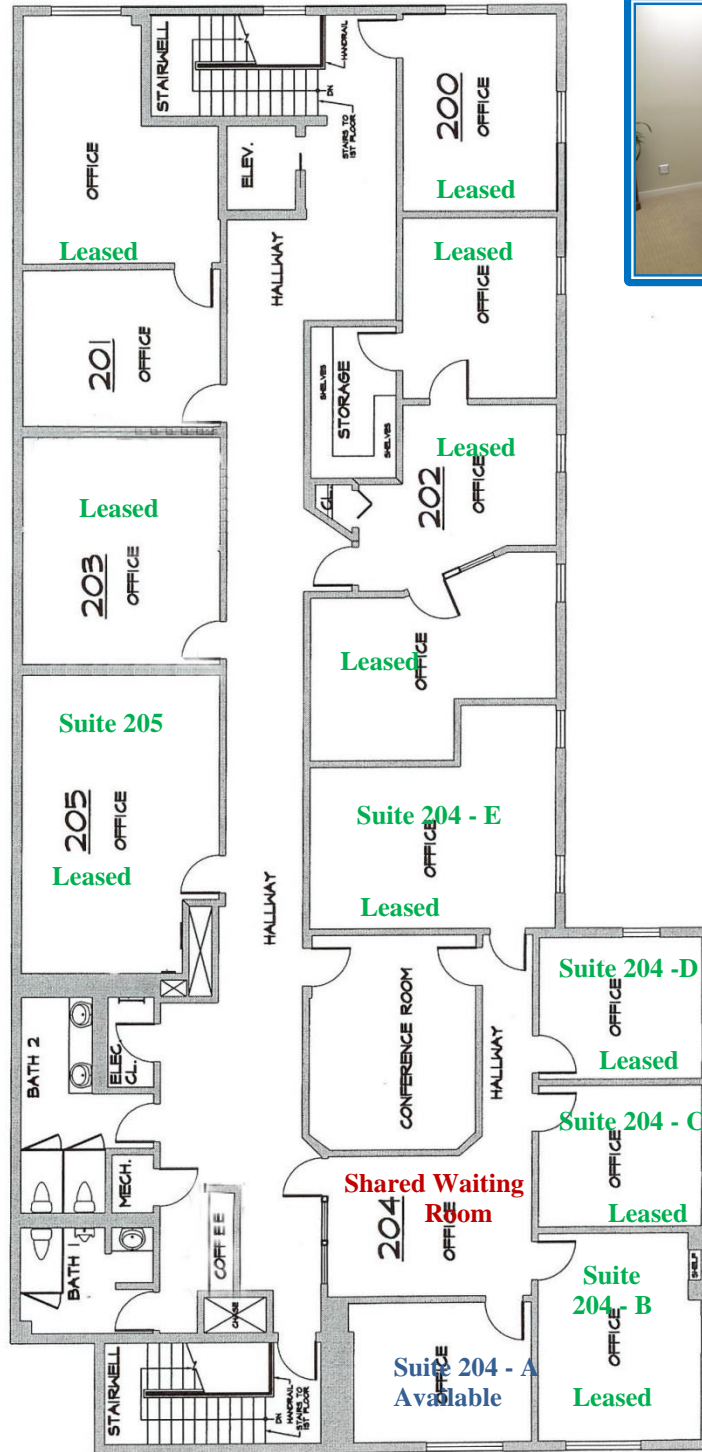 STAIRWELL
HANDRAIL
DN
STAIRS TO
1ST FLOOR
200
OFFICE
Leased
OFFICE
Leased
ELEV.
HALLWAY
Leased
OFFICE
201
OFFICE
SHELVES
STORAGE
SHELVES
CL.
Leased
202
OFFICE
Leased
203
OFFICE
Leased
OFFICE
Suite 205
205
OFFICE
Leased
Suite 204 - E
OFFICE
Leased
HALLWAY
CONFERENCE ROOM
HALLWAY
Suite 204 -D
OFFICE
Leased
BATH 2
ELEC.
CL.
MECH.
Suite 204 - C
OFFICE
Leased
Shared Waiting
Room
204
OFFICE
COFFEE
BATH 1
CHASE
Suite
204 - B
OFFICE
SHELF
Leased
Suite 204 - A
Available
OFFICE
STAIRWELL
DN
HANDRAIL
STAIRS TO
1ST FLOOR